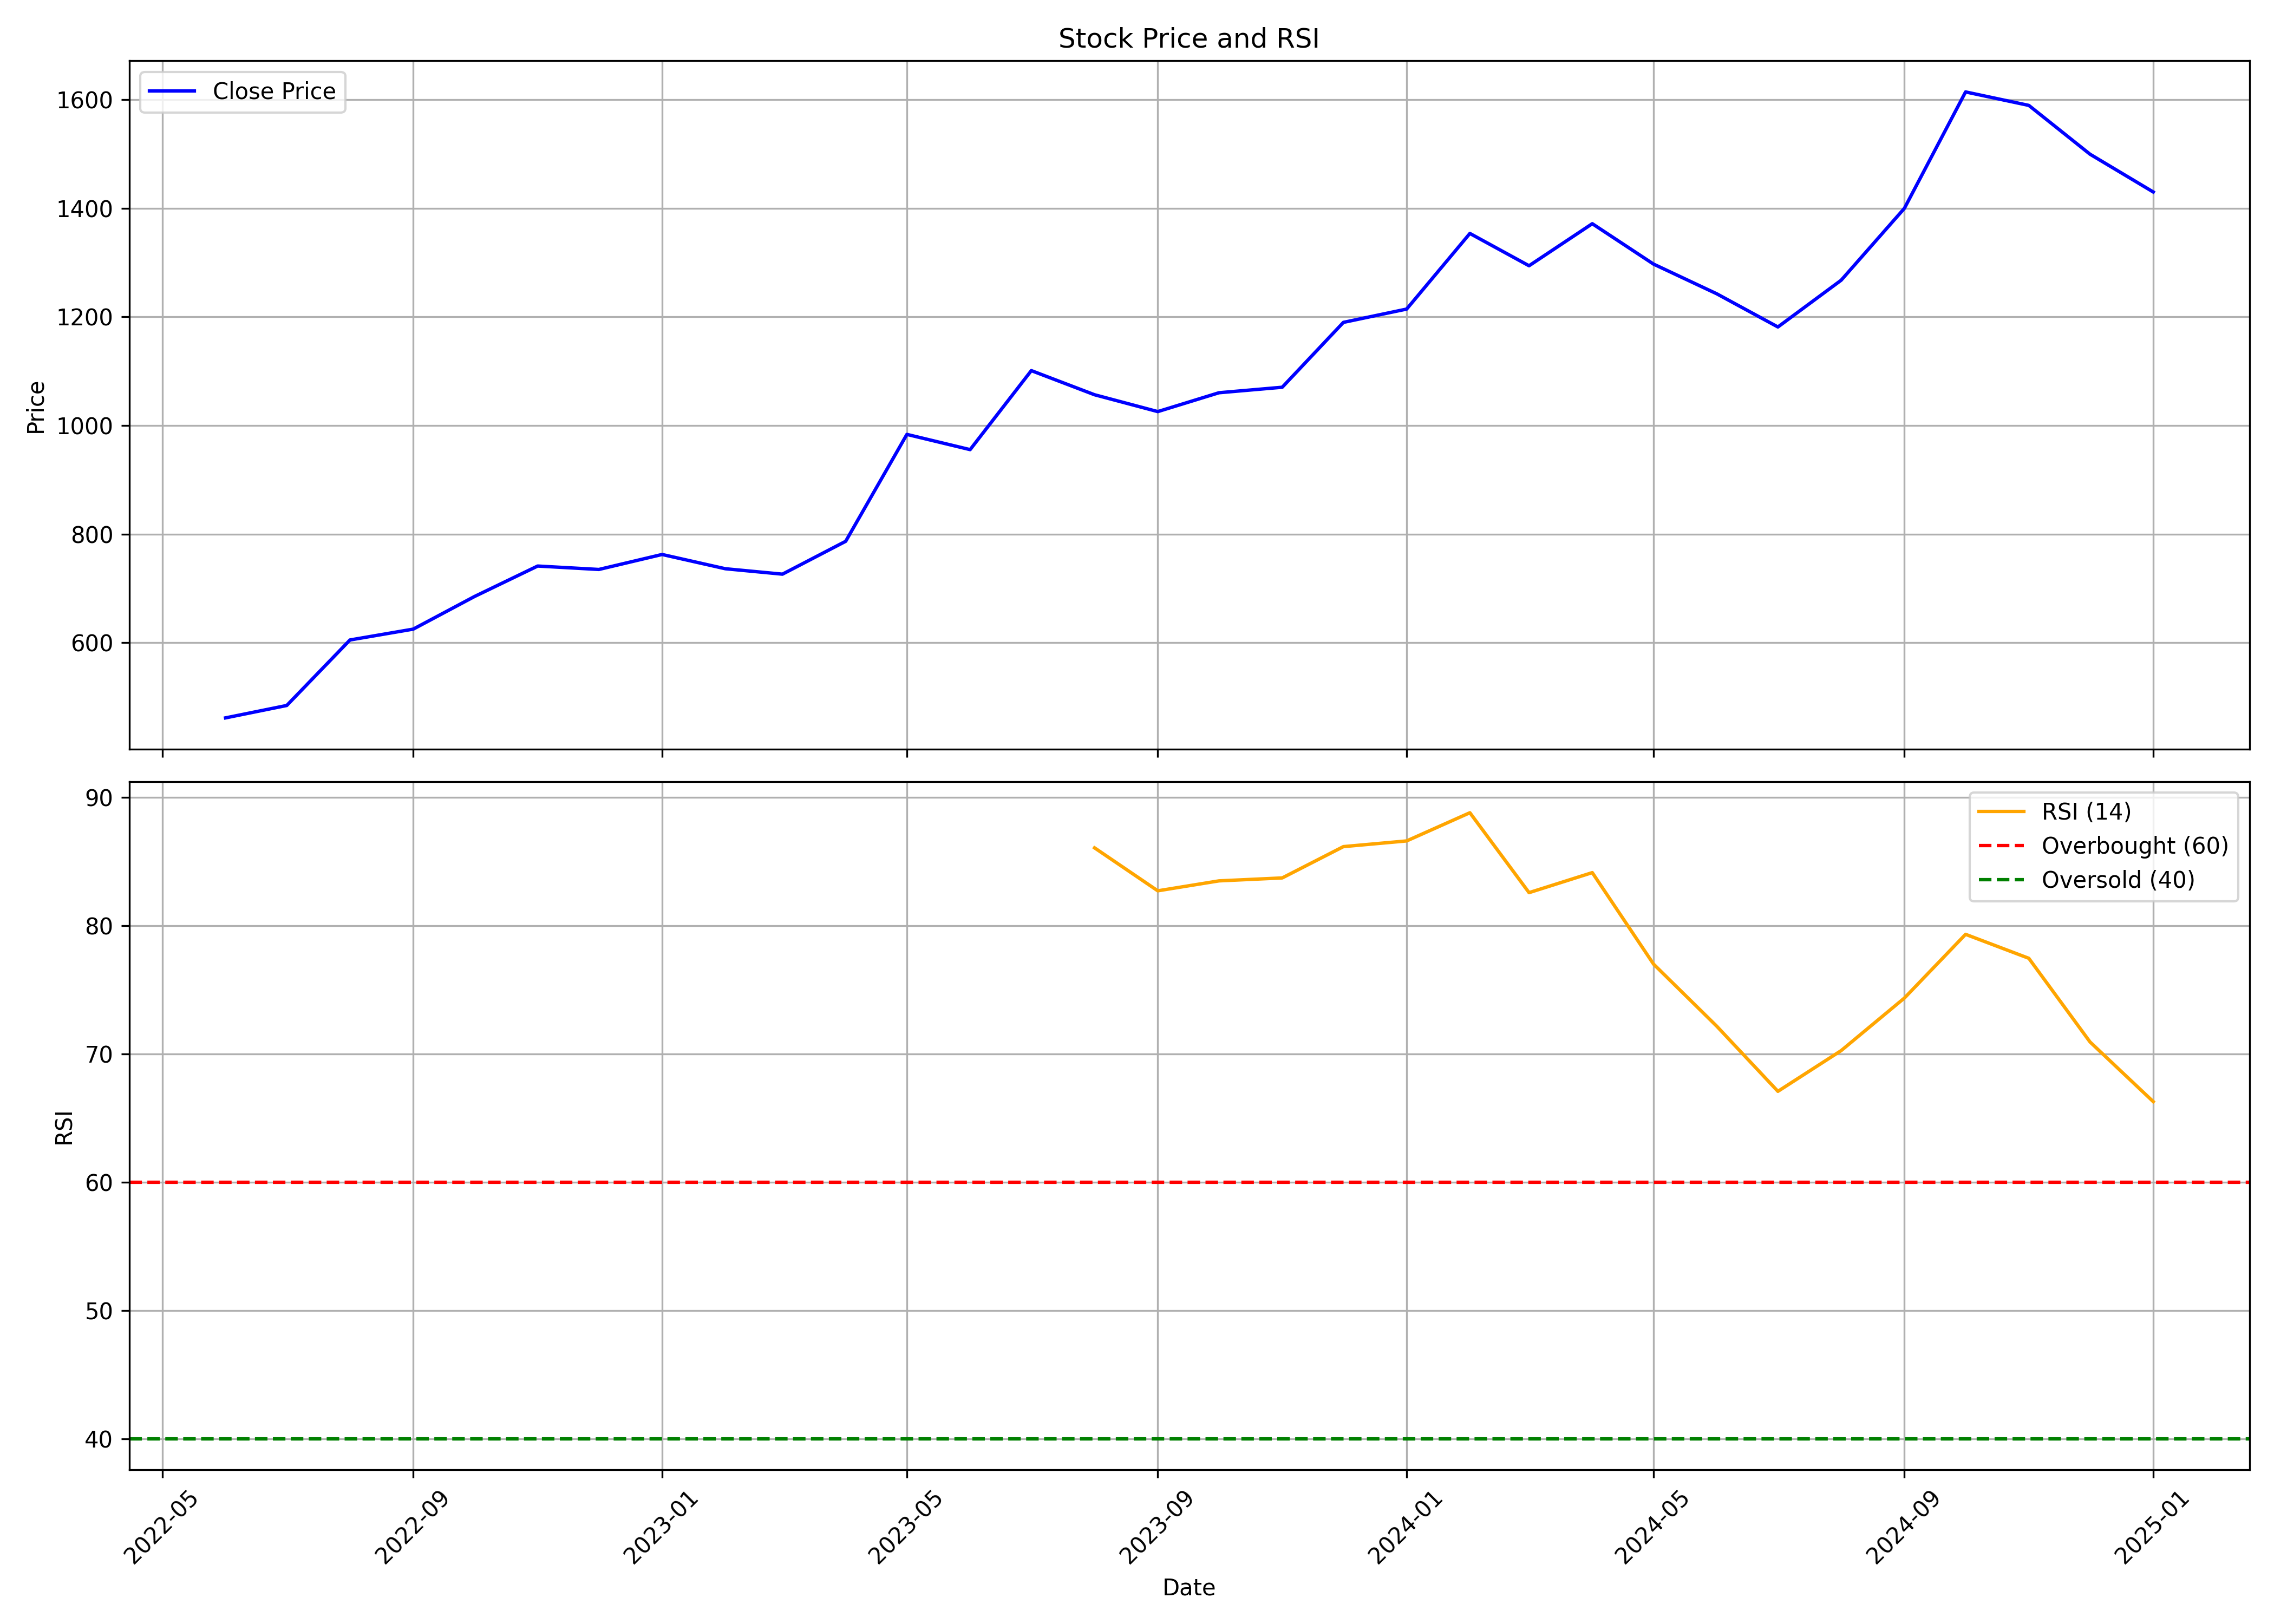 Stock Price and RSI
Close Price
1600
1400
1200
1000
800
600
Price
RSI (14)
Overbought (60)
Oversold (40)
90
80
70
60
50
40
RSI
2022-05
2022-09
2023-01
2023-05
2023-09
2024-01
2024-05
2024-09
2025-01
Date